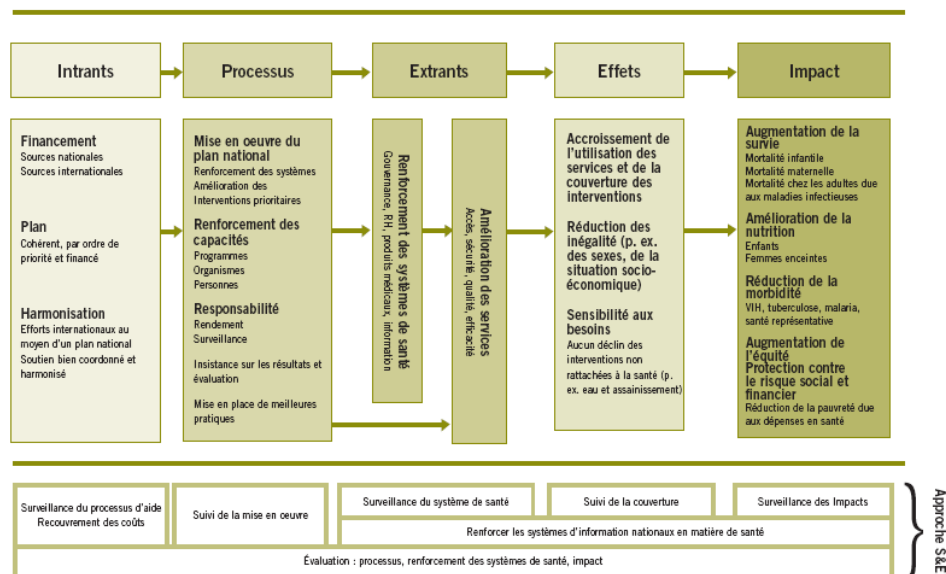 Intrants
Processus
Extrants
Effets
Impact
Financement
Sources nationales
Sources internationales
Plan
Cohérent, par ordre de
priorité et financé
Harmonisation
Efforts internationaux au
moyen d'un plan national
Soutien bien coordonné et
harmonisé
Mise en oeuvre du
plan national
Renforcement des systèmes
Amélioration des
Interventions prioritaires
Renforcement des
capacités
Programmes
Organismes
Personnes
Responsabilité
Rendement
Surveillance
Insistance sur les résultats et
évaluation
Mise en place de meilleures
pratiques
Renforcement des systèmes de santé
Gouvernance, RH, produits médicaux, information
Amélioration des services
Accès, sécurité, qualité, efficacité
Accroissement de
l'utilisation des
services et de la
couverture des
interventions
Réduction des
inégalité (p. ex.
des sexes, de la
situation socio-
économique)
Sensibilité aux
besoins
Aucun déclin des
interventions non
rattachées à la santé (p.
ex. eau et assainissement)
Augmentation de la
survie
Mortalité infantile
Mortalité maternelle
Mortalité chez les adultes due
aux maladies infectieuses
Amélioration de la
nutrition
Enfants
Femmes enceintes
Réduction de la
morbidité
VIH, tuberculose, malaria,
santé représentative
Augmentation de
l'équité
Protection contre
le risque social et
financier
Réduction de la pauvreté due
aux dépenses en santé
Surveillance du processus d'aide
Recouvrement des coûts
Suivi de la mise en oeuvre
Surveillance du système de santé
Suivi de la couverture
Surveillance des Impacts
Renforcer les systèmes d'information nationaux en matière de santé
Évaluation : processus, renforcement des systèmes de santé, impact
Approche S&E